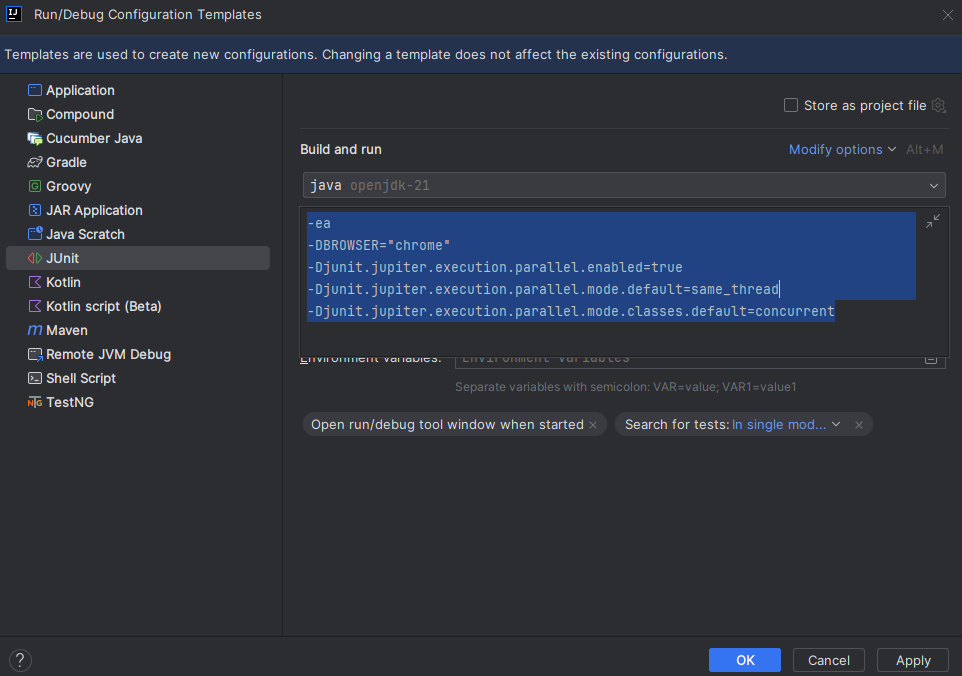 Run/Debug Configuration Templates
Templates are used to create new configurations. Changing a template does not affect the existing configurations.
Application
Compound
Cucumber Java
Gradle
Groovy
JAR Application
Java Scratch
JUnit
Kotlin
Kotlin script (Beta)
Maven
Remote JVM Debug
Shell Script
TestNG
Store as project file
Build and run
Modify options Alt+M
java openjdk-21
-ea
-DBROWSER="chrome"
-Djunit.jupiter.execution.parallel.enabled=true
-Djunit.jupiter.execution.parallel.mode.default=same_thread
-Djunit.jupiter.execution.parallel.mode.classes.default=concurrent
Environment variables: Environment variables
Separate variables with semicolon: VAR=value; VAR1=value1
Open run/debug tool window when started × Search for tests: In single mod... ×
? OK Cancel Apply